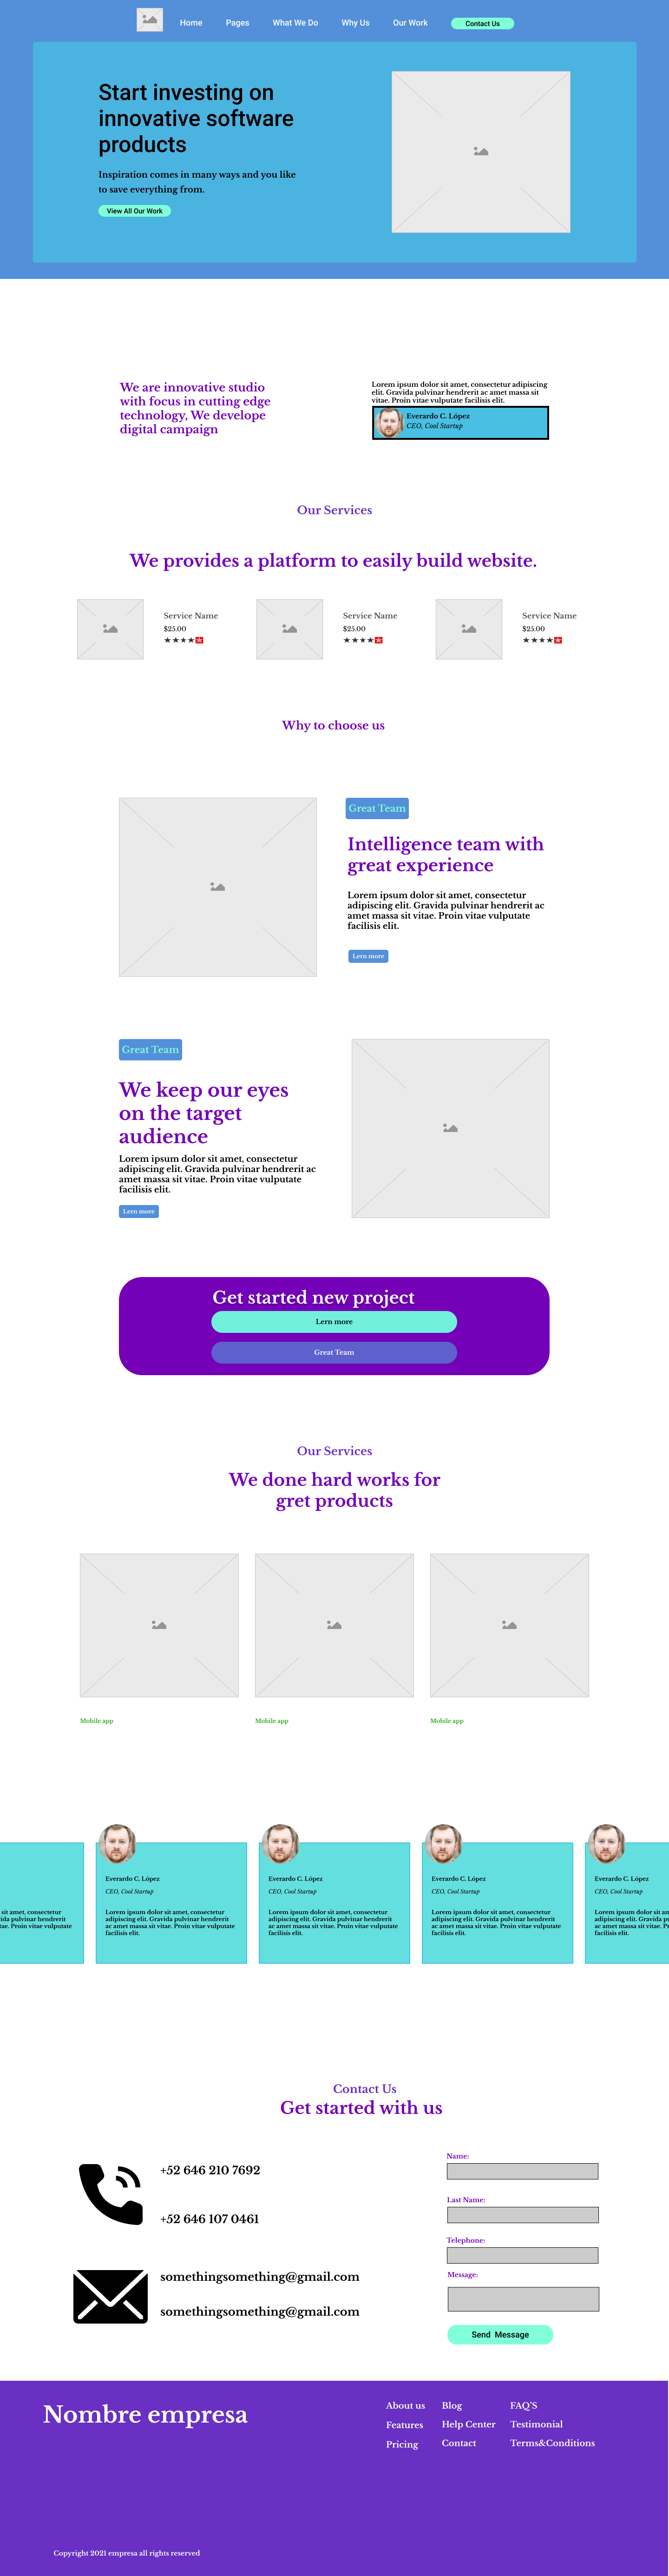 Home Pages What We Do Why Us Our Work Contact Us
Start investing on
innovative software
products
Inspiration comes in many ways and you like
to save everything from.
View All Our Work
We are innovative studio
with focus in cutting edge
technology, We develope
digital campaign
Lorem ipsum dolor sit amet, consectetur adipiscing
elit. Gravida pulvinar hendrerit ac amet massa sit
vitae. Proin vitae vulputate facilisis elit.
Everardo C. López
CEO, Cool Startup
Our Services
We provides a platform to easily build website.
Service Name
$25.00
Service Name
$25.00
Service Name
$25.00
Why to choose us
Great Team
Intelligence team with
great experience
Lorem ipsum dolor sit amet, consectetur
adipiscing elit. Gravida pulvinar hendrerit ac
amet massa sit vitae. Proin vitae vulputate
facilisis elit.
Lern more
Great Team
We keep our eyes
on the target
audience
Lorem ipsum dolor sit amet, consectetur
adipiscing elit. Gravida pulvinar hendrerit ac
amet massa sit vitae. Proin vitae vulputate
facilisis elit.
Lern more
Get started new project
Lern more
Great Team
Our Services
We done hard works for
gret products
Mobile app
Mobile app
Mobile app
sit amet, consectetur
vida pulvinar hendrerit
tae. Proin vitae vulputate
Everardo C. López
CEO, Cool Startup
Lorem ipsum dolor sit amet, consectetur
adipiscing elit. Gravida pulvinar hendrerit
ac amet massa sit vitae. Proin vitae vulputate
facilisis elit.
Everardo C. López
CEO, Cool Startup
Lorem ipsum dolor sit amet, consectetur
adipiscing elit. Gravida pulvinar hendrerit
ac amet massa sit vitae. Proin vitae vulputate
facilisis elit.
Everardo C. López
CEO, Cool Startup
Lorem ipsum dolor sit amet, consectetur
adipiscing elit. Gravida pulvinar hendrerit
ac amet massa sit vitae. Proin vitae vulputate
facilisis elit.
Everardo C. López
CEO, Cool Startup
Lorem ipsum dolor sit am
adipiscing elit. Gravida
ac amet massa sit vitae.
facilisis elit.
Contact Us
Get started with us
+52 646 210 7692
+52 646 107 0461
somethingsomething@gmail.com
somethingsomething@gmail.com
Name:
Last Name:
Telephone:
Message:
Send Message
Nombre empresa
About us
Features
Pricing
Blog
Help Center
Contact
FAQ'S
Testimonial
Terms&Conditions
Copyright 2021 empresa all rights reserved